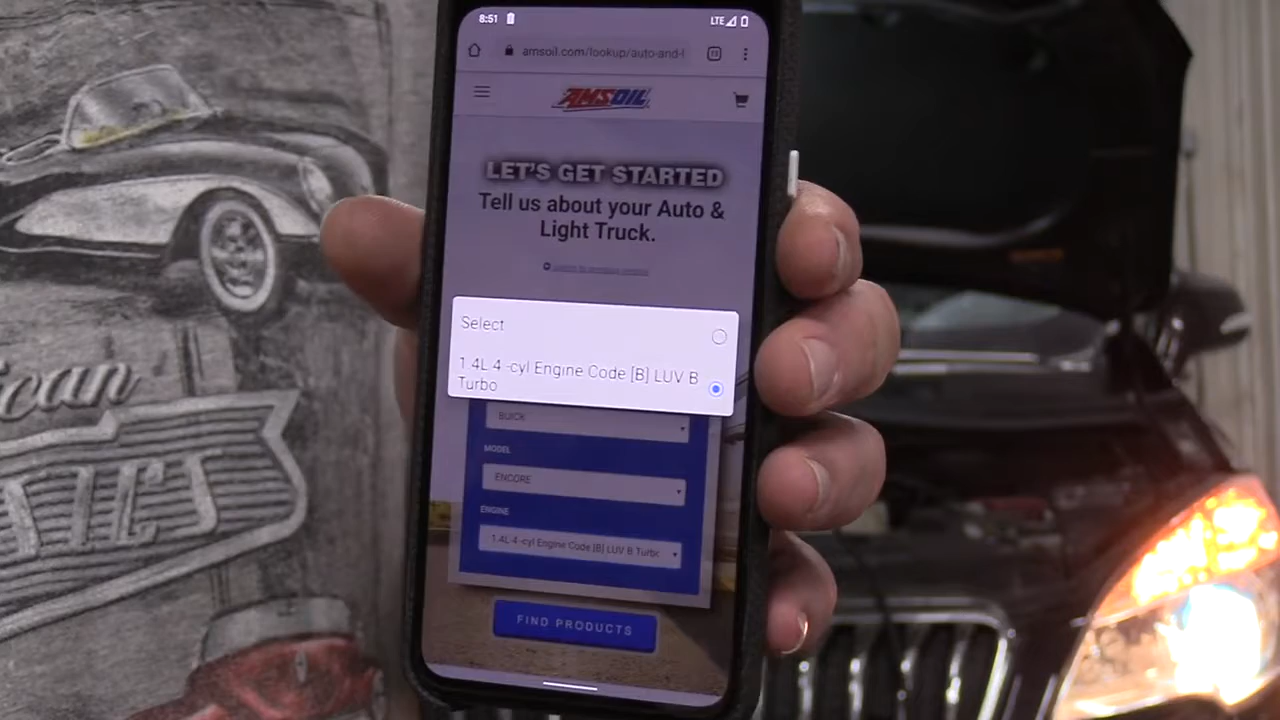 8:51
LTE
amsoil.com/lookup/auto-and-l
13
AMSOIL
LET'S GET STARTED
Tell us about your Auto &
Light Truck.
Select
1.4L 4 -cyl Engine Code [B] LUV B
Turbo
BUICK
MODEL
ENCORE
ENGINE
1.4L 4 -cyl Engine Code [B] LUV B Turbo
FIND PRODUCTS
ican